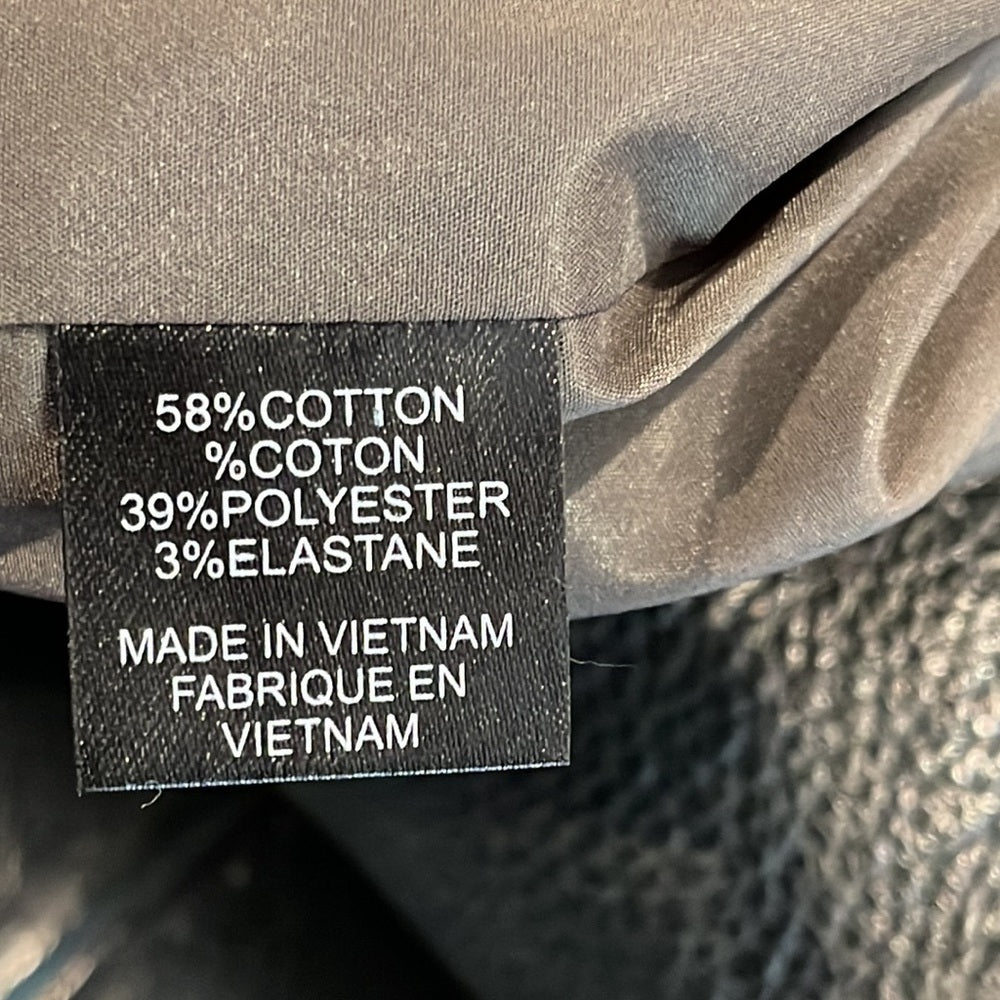 58%COTTON
%COTON
39%POLYESTER
3%ELASTANE
MADE IN VIETNAM
FABRIQUE EN
VIETNAM